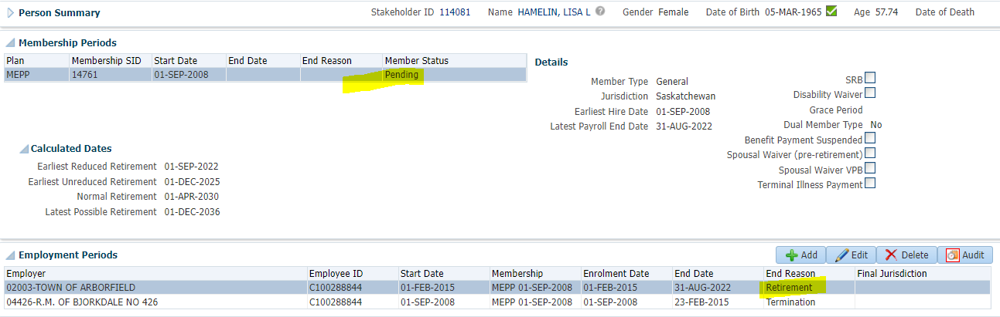 Person Summary Stakeholder ID 114081 Name HAMELIN, LISA L Gender Female Date of Birth 05-MAR-1965 Age 57.74 Date of Death
Membership Periods
Plan Membership SID Start Date End Date End Reason Member Status
MEPP 14761 01-SEP-2008 Pending
Details
Member Type General
Jurisdiction Saskatchewan
Earliest Hire Date 01-SEP-2008
Latest Payroll End Date 31-AUG-2022
SRB
Disability Waiver
Grace Period
Dual Member Type No
Benefit Payment Suspended
Spousal Waiver (pre-retirement)
Spousal Waiver VPB
Terminal Illness Payment
Calculated Dates
Earliest Reduced Retirement 01-SEP-2022
Earliest Unreduced Retirement 01-DEC-2025
Normal Retirement 01-APR-2030
Latest Possible Retirement 01-DEC-2036
Employment Periods Add Edit Delete Audit
Employer Employee ID Start Date Membership Enrolment Date End Date End Reason Final Jurisdiction
02003-TOWN OF ARBORFIELD C100288844 01-FEB-2015 MEPP 01-SEP-2008 01-FEB-2015 31-AUG-2022 Retirement
04426-R.M. OF BJORKDALE NO 426 C100288844 01-SEP-2008 MEPP 01-SEP-2008 01-SEP-2008 23-FEB-2015 Termination